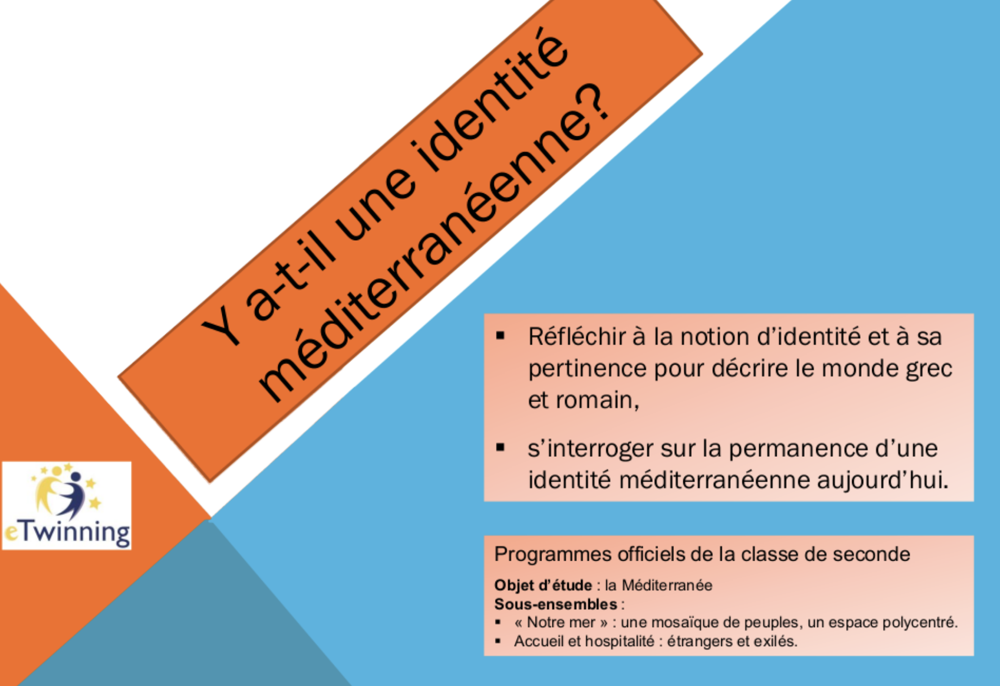 Y a-t-il une identité
méditerranéenne?
▪ Réfléchir à la notion d’identité et à sa
pertinence pour décrire le monde grec
et romain,
▪ s’interroger sur la permanence d’une
identité méditerranéenne aujourd’hui.
eTwinning
Programmes officiels de la classe de seconde
Objet d’étude : la Méditerranée
Sous-ensembles :
▪ « Notre mer » : une mosaïque de peuples, un espace polycentré.
▪ Accueil et hospitalité : étrangers et exilés.